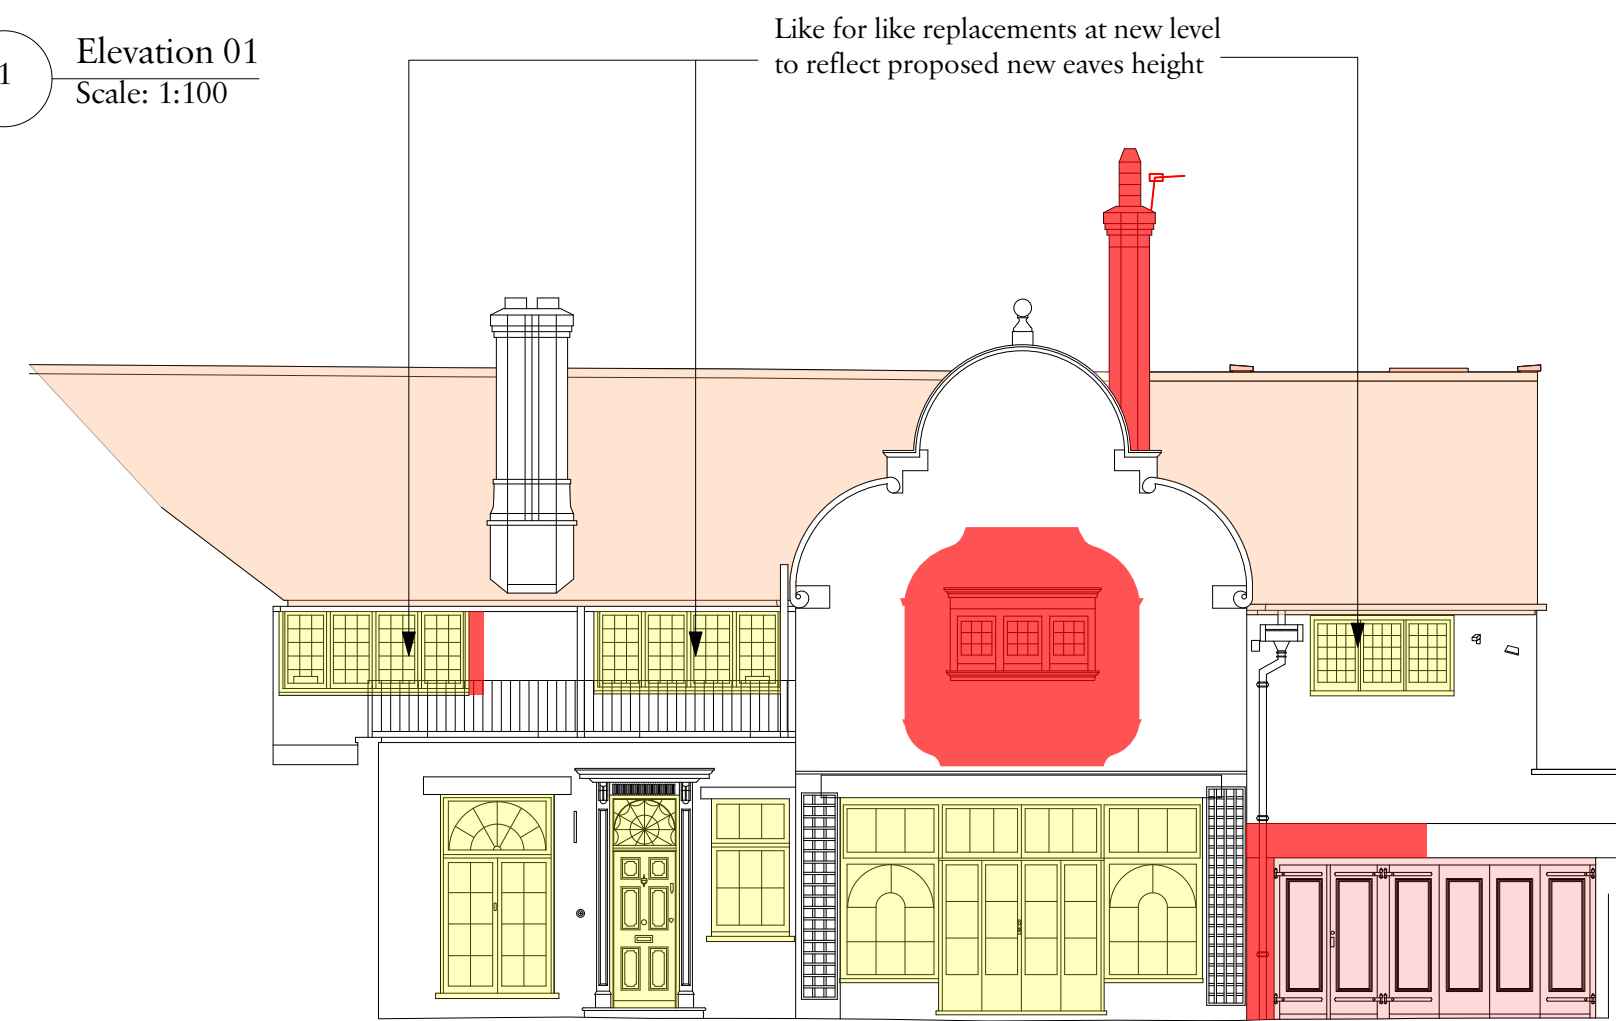 1
Elevation 01
Scale: 1:100
Like for like replacements at new level
to reflect proposed new eaves height